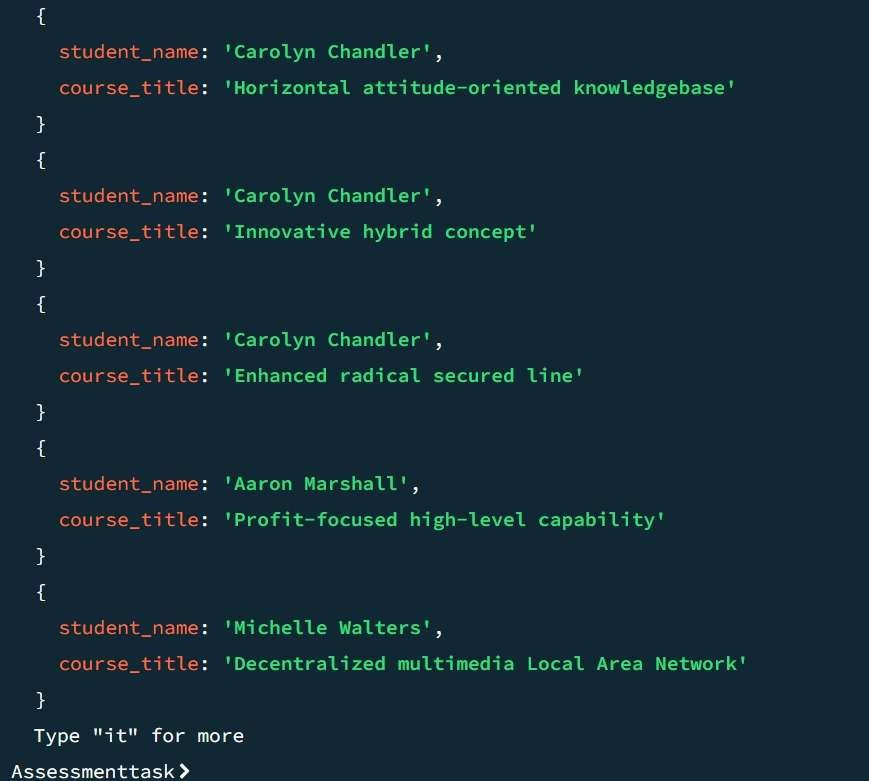 {
student_name: 'Carolyn Chandler',
course_title: 'Horizontal attitude-oriented knowledgebase'
}
{
student_name: 'Carolyn Chandler',
course_title: 'Innovative hybrid concept'
}
{
student_name: 'Carolyn Chandler',
course_title: 'Enhanced radical secured line'
}
{
student_name: 'Aaron Marshall',
course_title: 'Profit-focused high-level capability'
}
{
student_name: 'Michelle Walters',
course_title: 'Decentralized multimedia Local Area Network'
}
Type "it" for more
Assessmenttask>